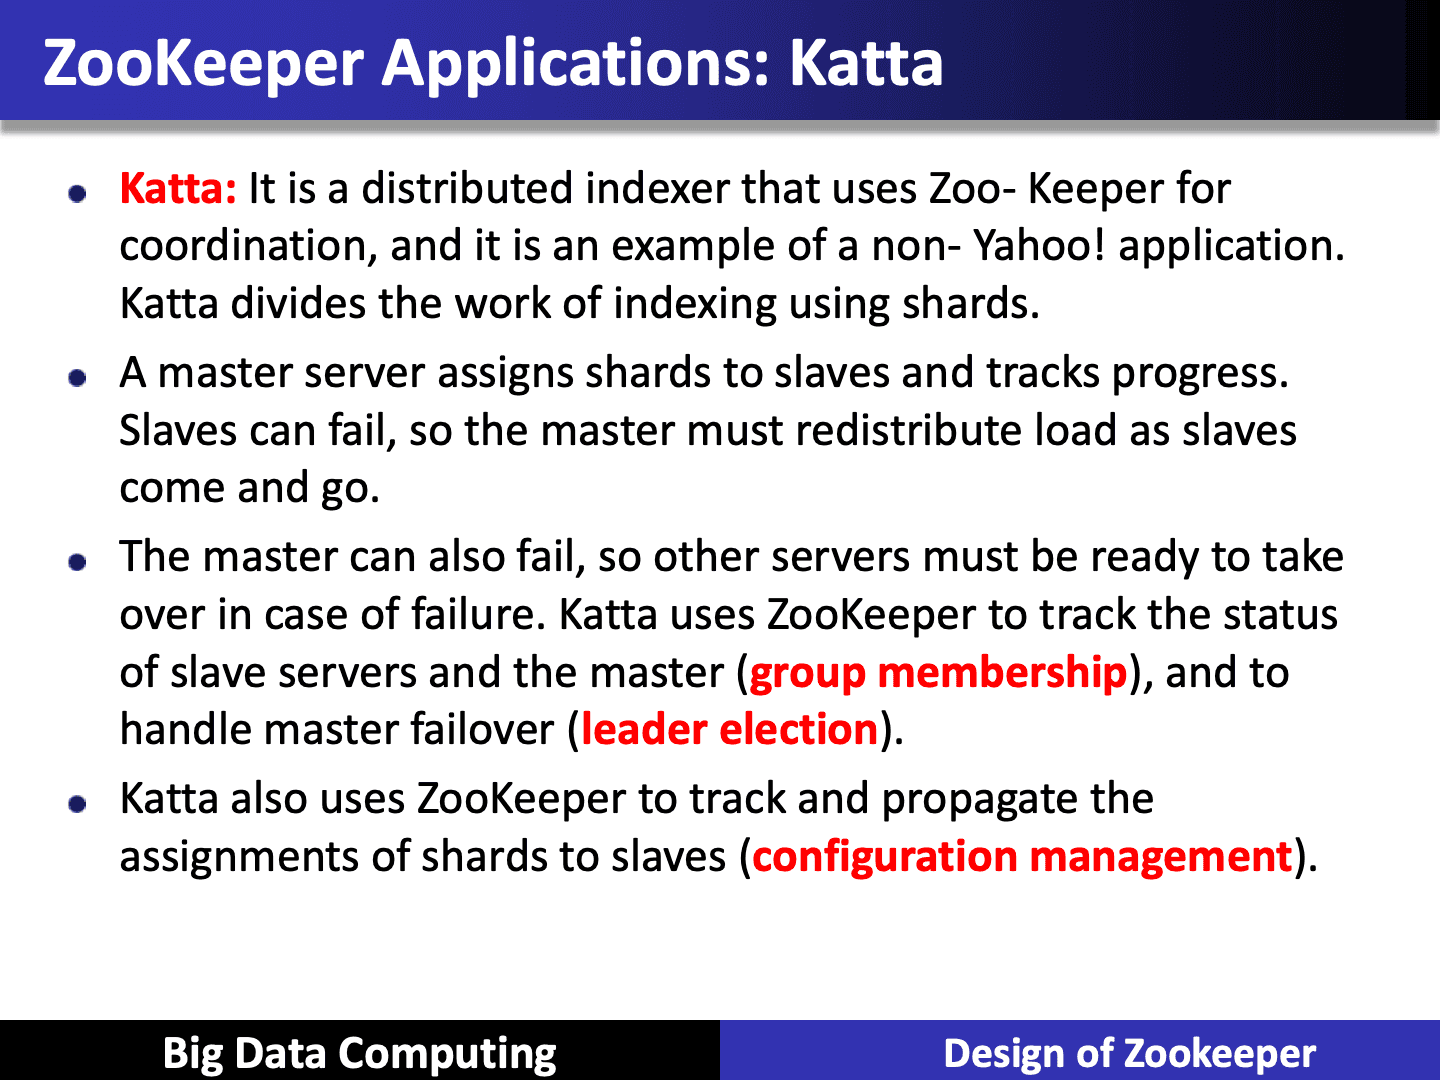 ZooKeeper Applications: Katta
Katta: It is a distributed indexer that uses Zoo- Keeper for
coordination, and it is an example of a non- Yahoo! application.
Katta divides the work of indexing using shards.
A master server assigns shards to slaves and tracks progress.
Slaves can fail, so the master must redistribute load as slaves
come and go.
The master can also fail, so other servers must be ready to take
over in case of failure. Katta uses ZooKeeper to track the status
of slave servers and the master (group membership), and to
handle master failover (leader election).
Katta also uses ZooKeeper to track and propagate the
assignments of shards to slaves (configuration management).
Big Data Computing
Design of Zookeeper